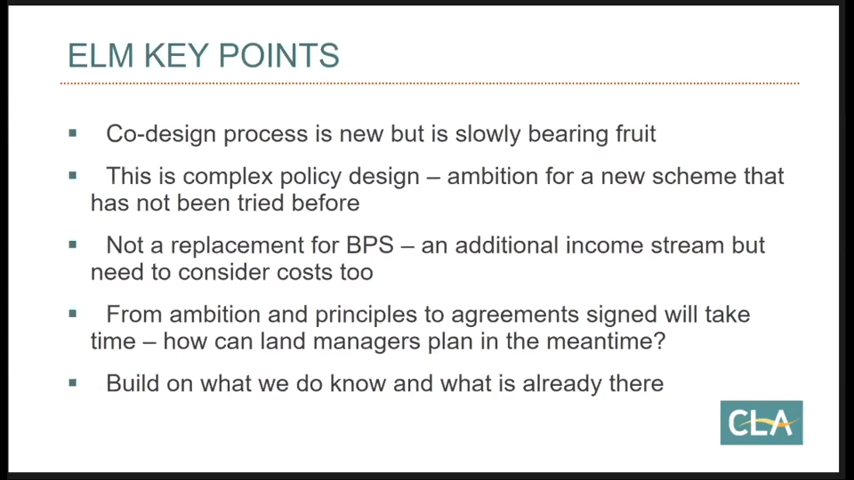 ELM KEY POINTS
Co-design process is new but is slowly bearing fruit
This is complex policy design – ambition for a new scheme that
has not been tried before
Not a replacement for BPS – an additional income stream but
need to consider costs too
From ambition and principles to agreements signed will take
time – how can land managers plan in the meantime?
Build on what we do know and what is already there
CLA